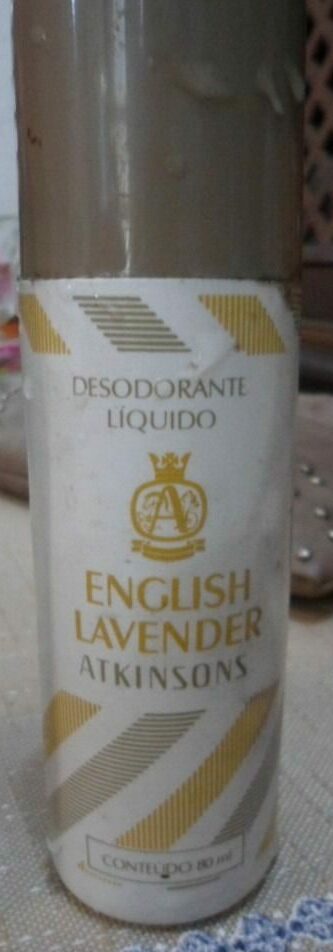 DESODORANTE
LÍQUIDO
A
ENGLISH
LAVENDER
ATKINSONS
CONTEÚDO 80 ml